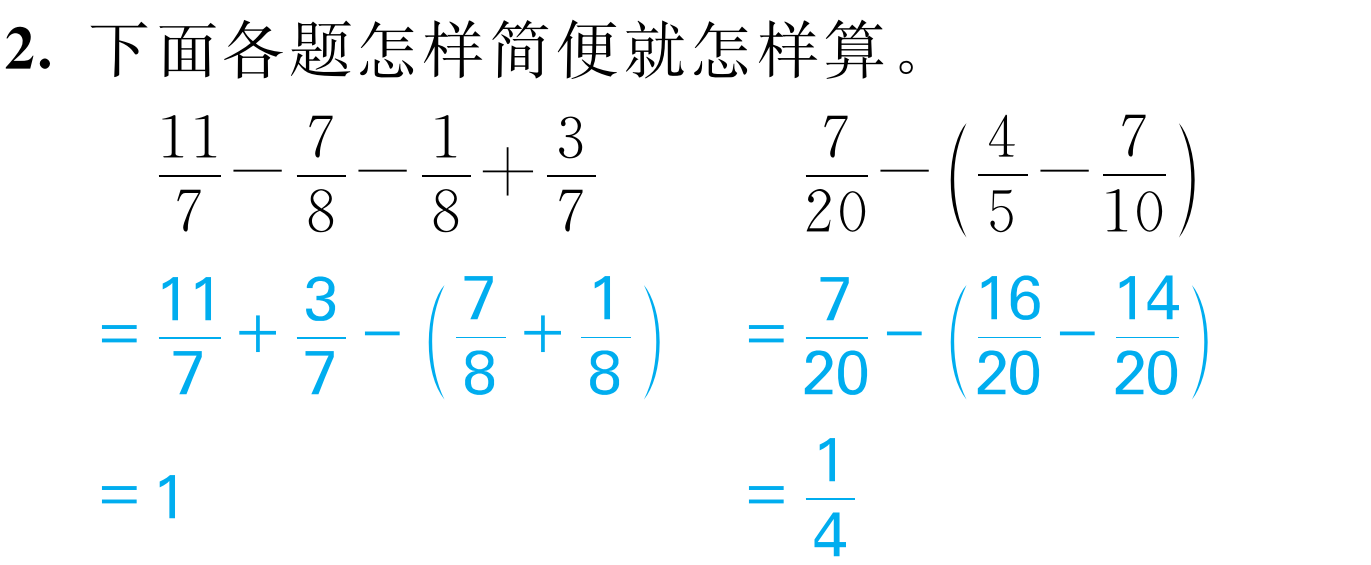 2. 下面各题怎样简便就怎样算。
11/7 − 7/8 − 1/8 + 3/7    7/20 − (4/5 − 7/10)
= 11/7 + 3/7 − (7/8 + 1/8)    = 7/20 − (16/20 − 14/20)
= 1    = 1/4